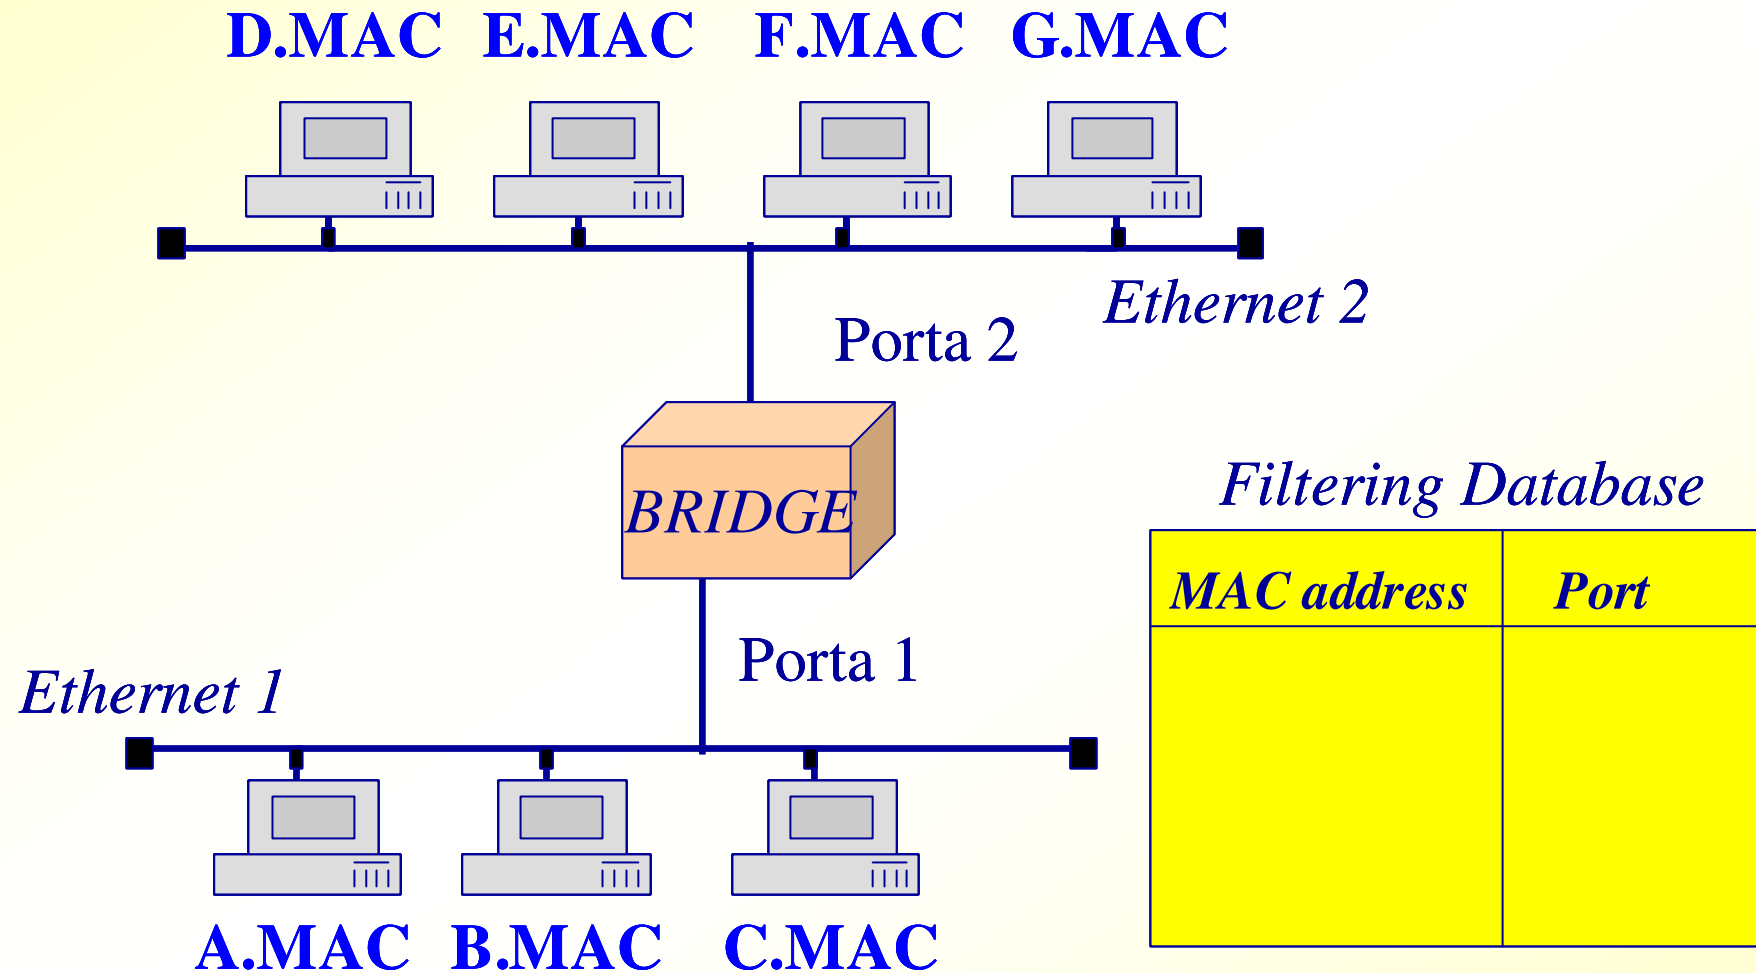 D.MAC E.MAC F.MAC G.MAC
Ethernet 2
Porta 2
BRIDGE
Filtering Database
MAC address Port
Porta 1
Ethernet 1
A.MAC B.MAC C.MAC